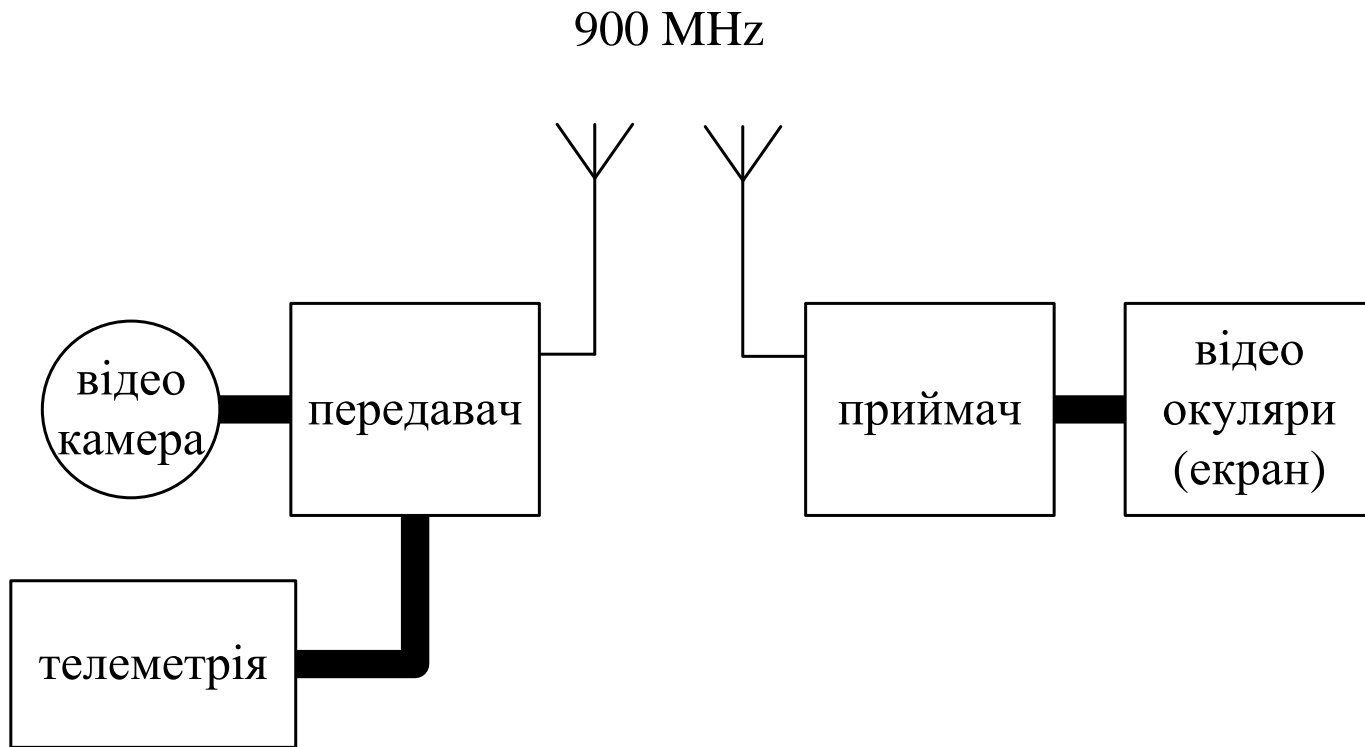 900 MHz
відео
камера
передавач
приймач
відео
окуляри
(екран)
телеметрія